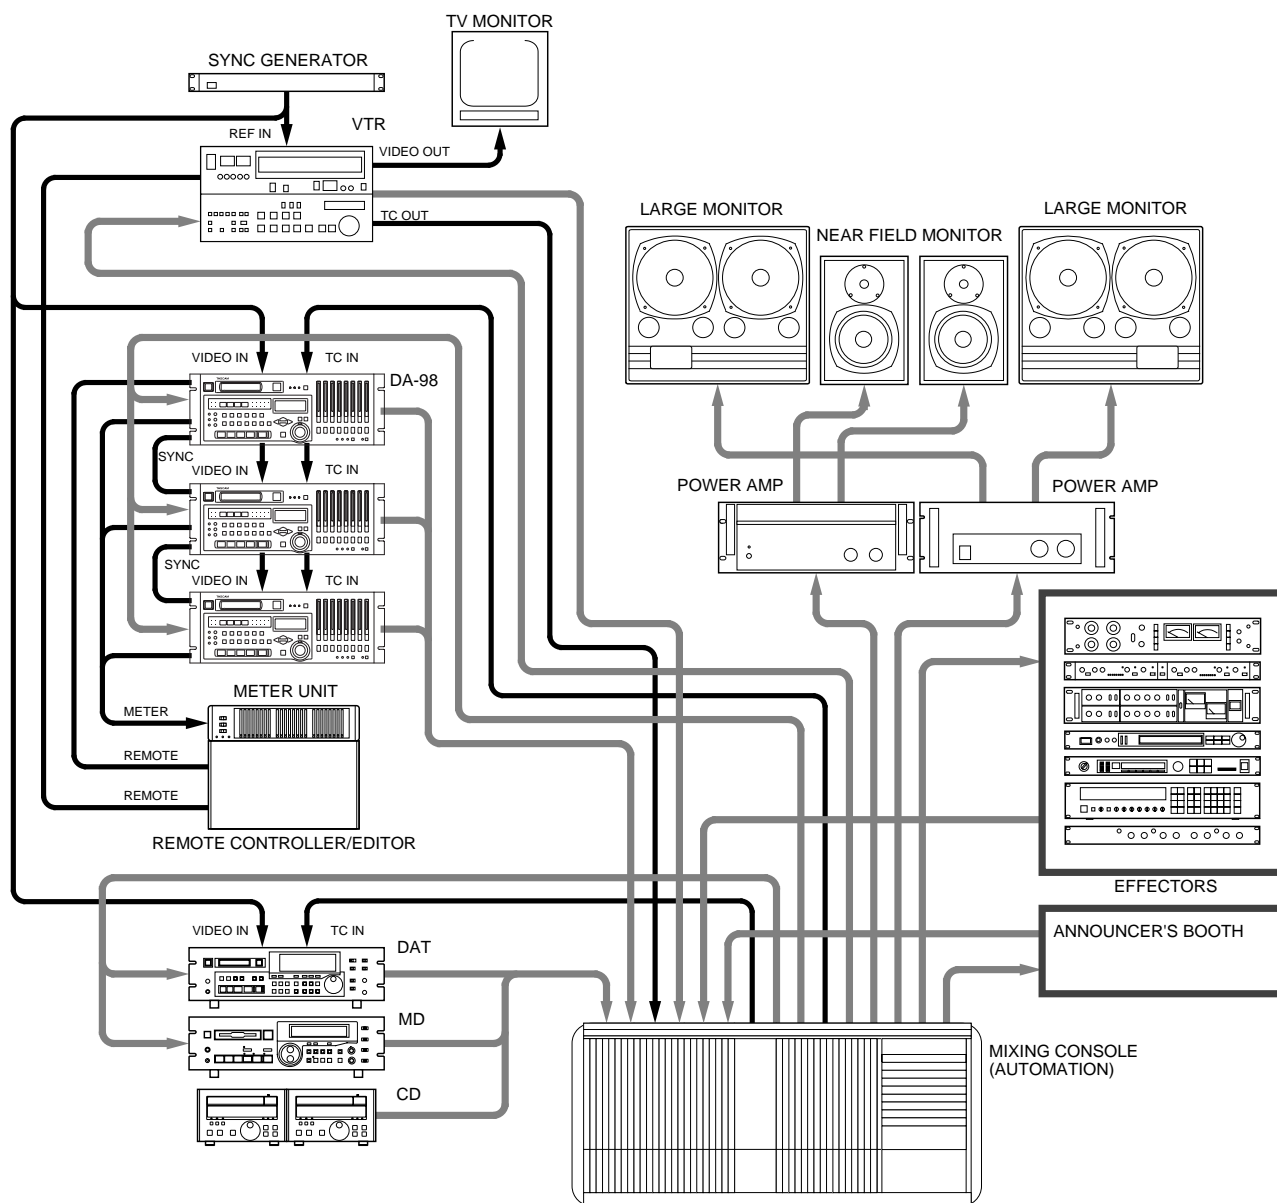 TV MONITOR
SYNC GENERATOR
VTR
REF IN
VIDEO OUT
TC OUT
LARGE MONITOR
NEAR FIELD MONITOR
LARGE MONITOR
VIDEO IN
TC IN
DA-98
TASCAM
SYNC
VIDEO IN
TC IN
SYNC
VIDEO IN
TC IN
POWER AMP
POWER AMP
METER UNIT
METER
REMOTE
REMOTE
REMOTE CONTROLLER/EDITOR
EFFECTORS
VIDEO IN
TC IN
DAT
ANNOUNCER'S BOOTH
MD
MIXING CONSOLE
(AUTOMATION)
CD